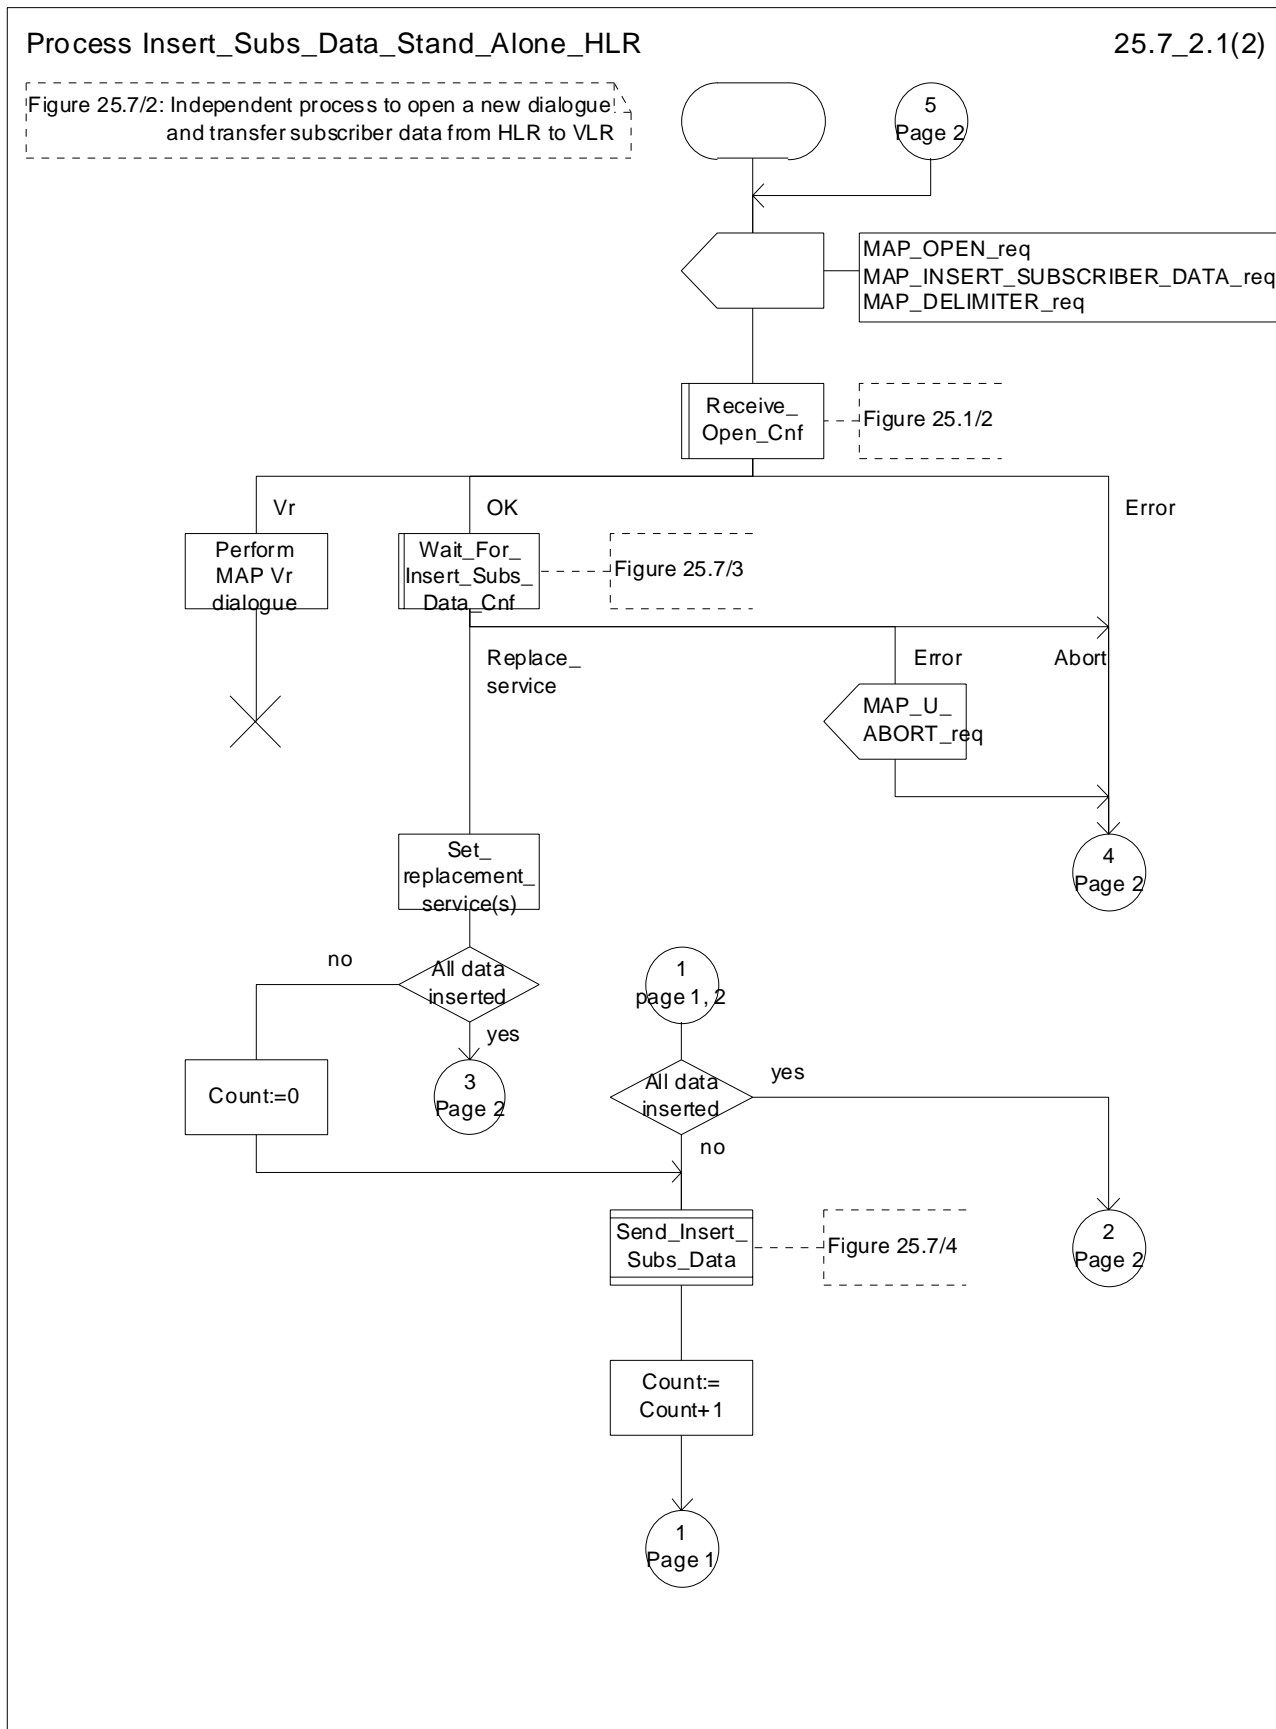 Process Insert_Subs_Data_Stand_Alone_HLR
25.7_2.1(2)
Figure 25.7/2: Independent process to open a new dialogue
and transfer subscriber data from HLR to VLR
5
Page 2
MAP_OPEN_req
MAP_INSERT_SUBSCRIBER_DATA_req
MAP_DELIMITER_req
Receive_
Open_Cnf
Figure 25.1/2
Vr
OK
Error
Perform
MAP Vr
dialogue
Wait_For_
Insert_Subs_
Data_Cnf
Figure 25.7/3
Replace_
service
Error
Abort
MAP_U_
ABORT_req
Set_
replacement_
service(s)
4
Page 2
no
All data
inserted
yes
1
page 1, 2
Count:=0
3
Page 2
All data
inserted
yes
no
Send_Insert_
Subs_Data
Figure 25.7/4
2
Page 2
Count:=
Count+1
1
Page 1